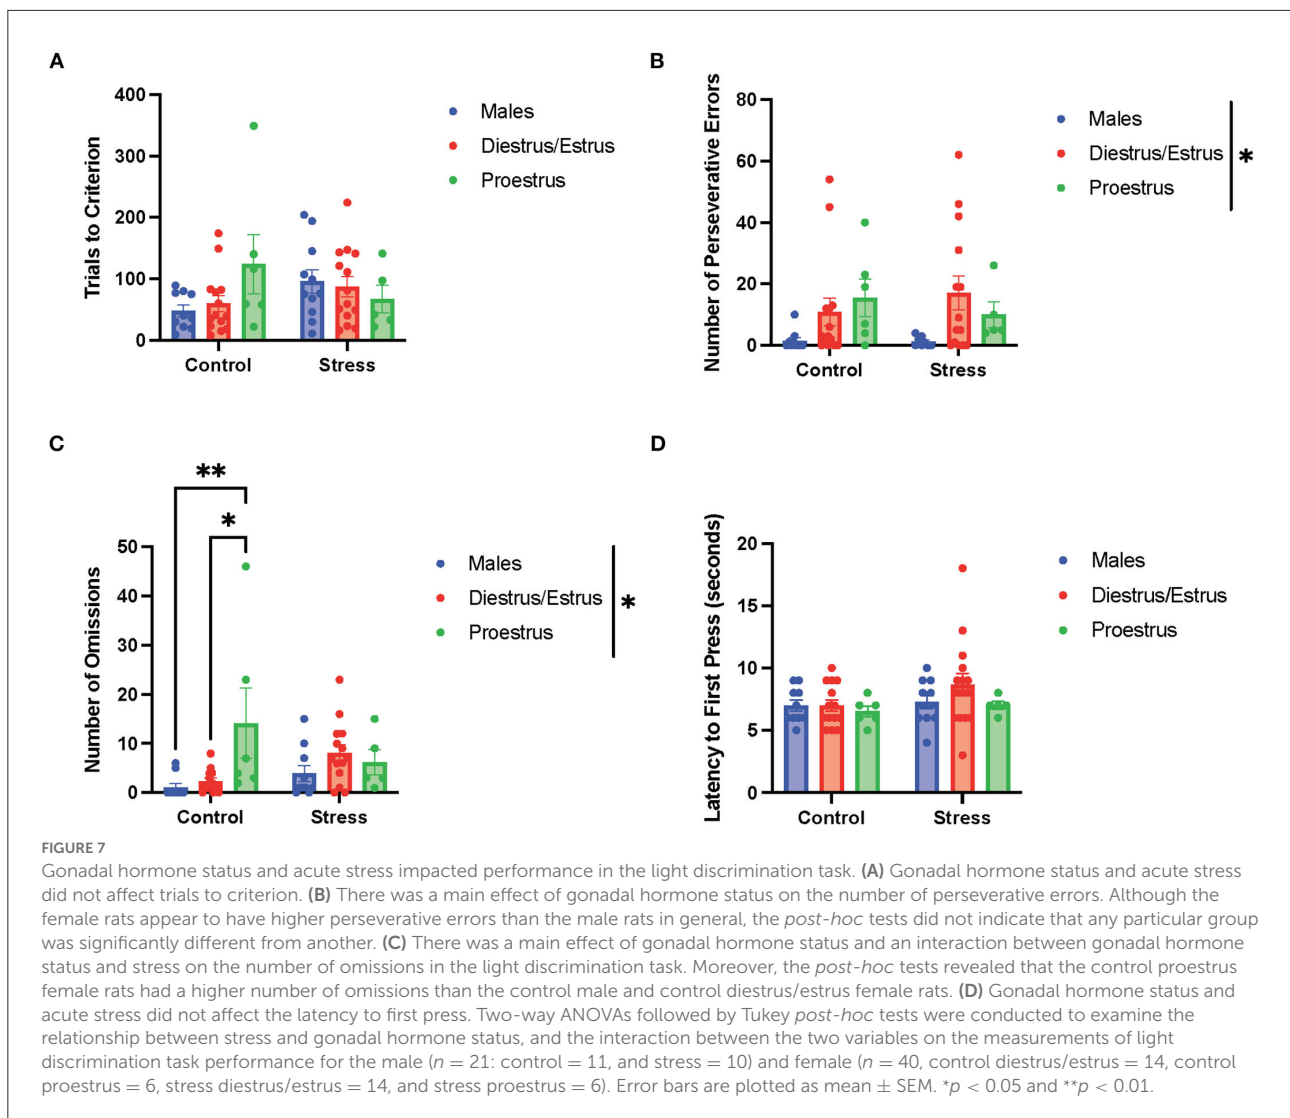 A
Trials to Criterion
400
300
200
100
0
Control
Stress
Males
Diestrus/Estrus
Proestrus
B
Number of Perseverative Errors
80
60
40
20
0
Control
Stress
Males
Diestrus/Estrus
Proestrus
*
C
**
*
Number of Omissions
50
40
30
20
10
0
Control
Stress
Males
Diestrus/Estrus
Proestrus
*
D
Latency to First Press (seconds)
20
15
10
5
0
Control
Stress
Males
Diestrus/Estrus
Proestrus
FIGURE 7
Gonadal hormone status and acute stress impacted performance in the light discrimination task. (A) Gonadal hormone status and acute stress
did not affect trials to criterion. (B) There was a main effect of gonadal hormone status on the number of perseverative errors. Although the
female rats appear to have higher perseverative errors than the male rats in general, the post-hoc tests did not indicate that any particular group
was significantly different from another. (C) There was a main effect of gonadal hormone status and an interaction between gonadal hormone
status and stress on the number of omissions in the light discrimination task. Moreover, the post-hoc tests revealed that the control proestrus
female rats had a higher number of omissions than the control male and control diestrus/estrus female rats. (D) Gonadal hormone status and
acute stress did not affect the latency to first press. Two-way ANOVAs followed by Tukey post-hoc tests were conducted to examine the
relationship between stress and gonadal hormone status, and the interaction between the two variables on the measurements of light
discrimination task performance for the male (n = 21: control = 11, and stress = 10) and female (n = 40, control diestrus/estrus = 14, control
proestrus = 6, stress diestrus/estrus = 14, and stress proestrus = 6). Error bars are plotted as mean ± SEM. *p < 0.05 and **p < 0.01.